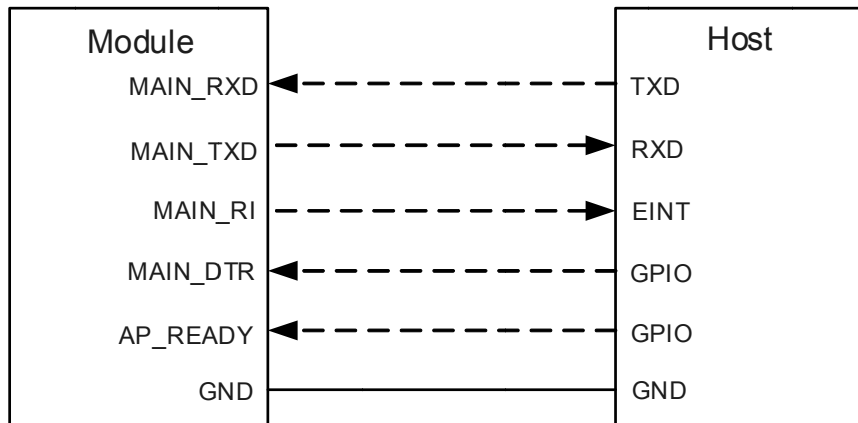 Module Host
MAIN_RXD TXD
MAIN_TXD RXD
MAIN_RI EINT
MAIN_DTR GPIO
AP_READY GPIO
GND GND